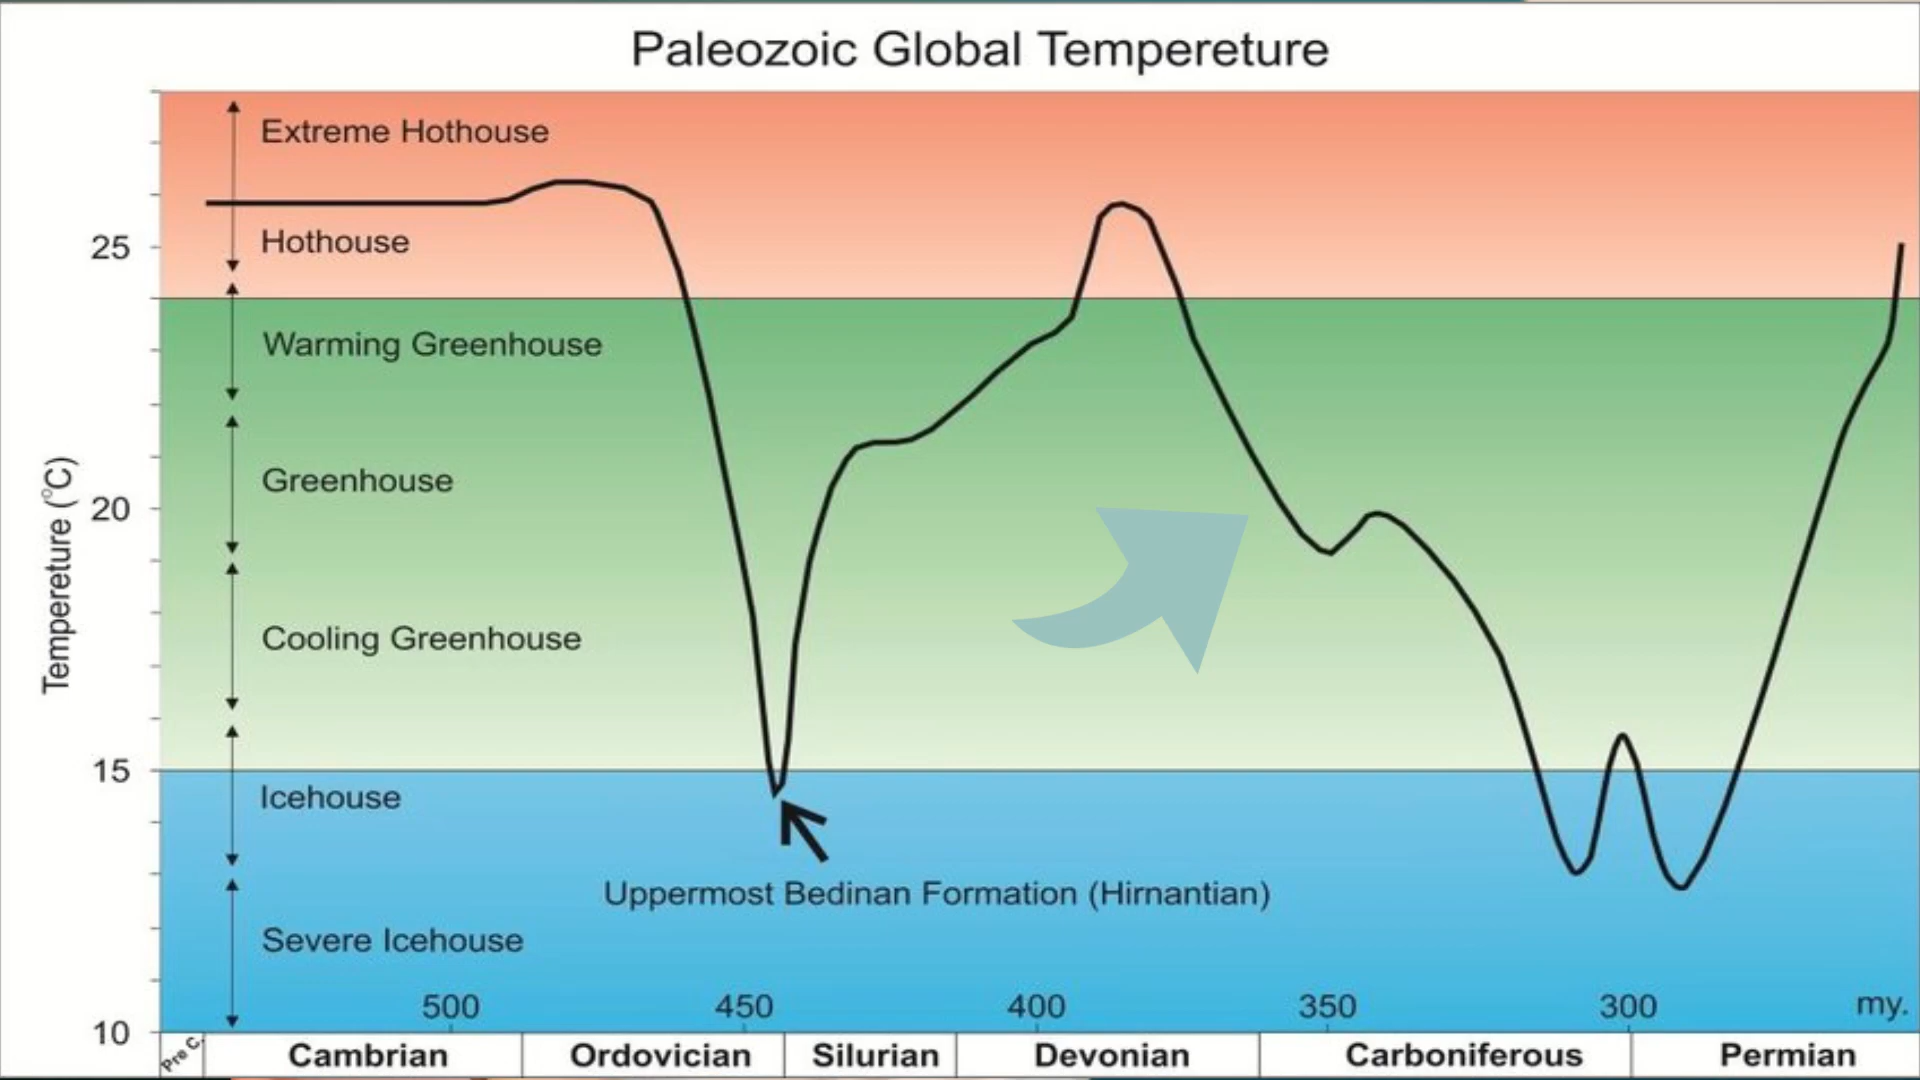 Paleozoic Global Tempereture
Extreme Hothouse
Hothouse
25
Warming Greenhouse
Greenhouse
20
Tempereture (°C)
Cooling Greenhouse
15
Icehouse
Uppermost Bedinan Formation (Hirnantian)
Severe Icehouse
500 450 400 350 300 my.
10
Pre C. Cambrian Ordovician Silurian Devonian Carboniferous Permian